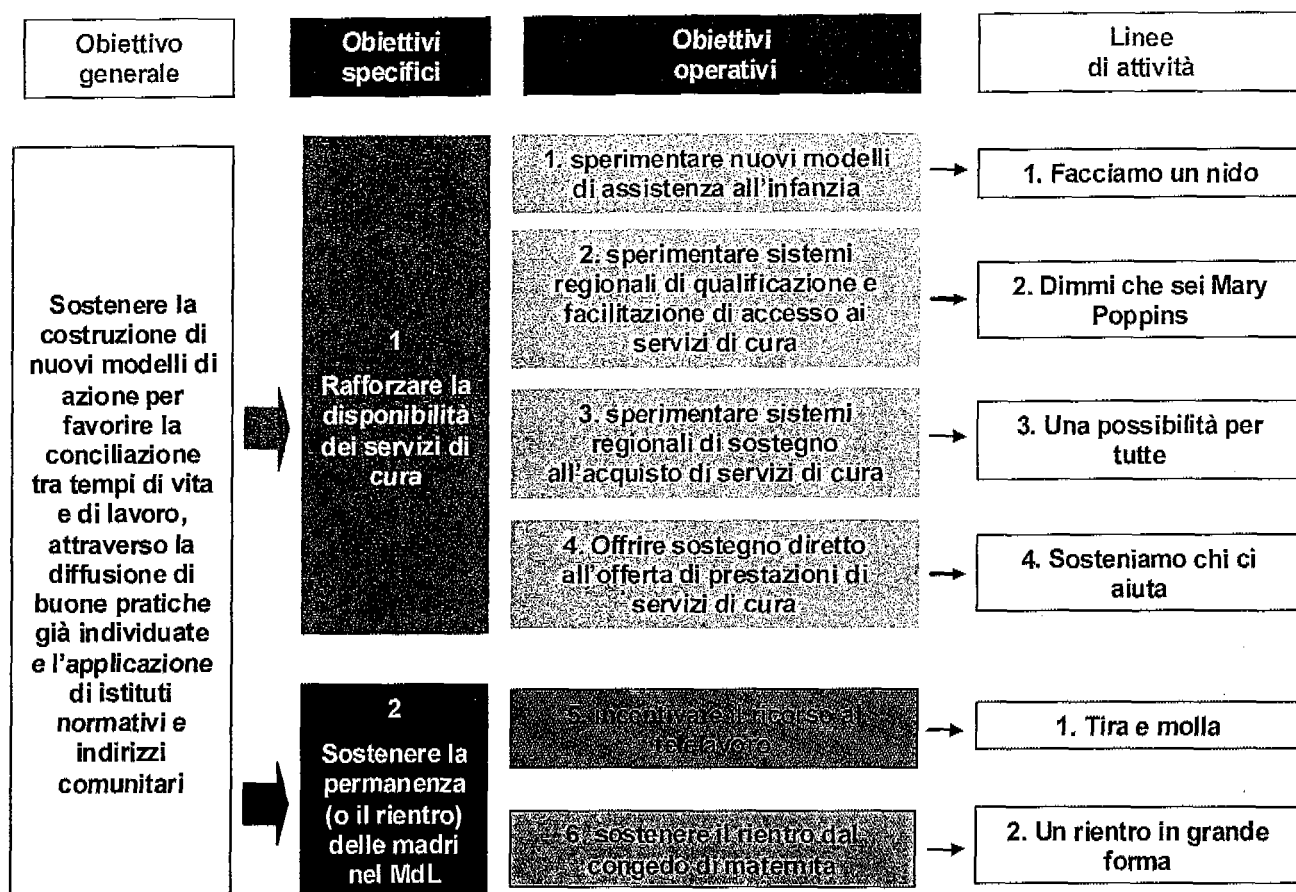 Obiettivo
generale
Obiettivi
specifici
Obiettivi
operativi
Linee
di attività
Sostenere la
costruzione di
nuovi modelli di
azione per
favorire la
conciliazione
tra tempi di vita
e di lavoro,
attraverso la
diffusione di
buone pratiche
già individuate
e l'applicazione
di istituti
normativi e
indirizzi
comunitari
1
Rafforzare la
disponibilità
dei servizi di
cura
1. sperimentare nuovi modelli
di assistenza all'infanzia
1. Facciamo un nido
2. sperimentare sistemi
regionali di qualificazione e
facilitazione di accesso ai
servizi di cura
2. Dimmi che sei Mary
Poppins
3. sperimentare sistemi
regionali di sostegno
all'acquisto di servizi di cura
3. Una possibilità per
tutte
4. Offrire sostegno diretto
all'offerta di prestazioni di
servizi di cura
4. Sosteniamo chi ci
aiuta
2
Sostenere la
permanenza
(o il rientro)
delle madri
nel MdL
5. incentivare il ricorso al
telelavoro
1. Tira e molla
6. sostenere il rientro dal
congedo di maternità
2. Un rientro in grande
forma